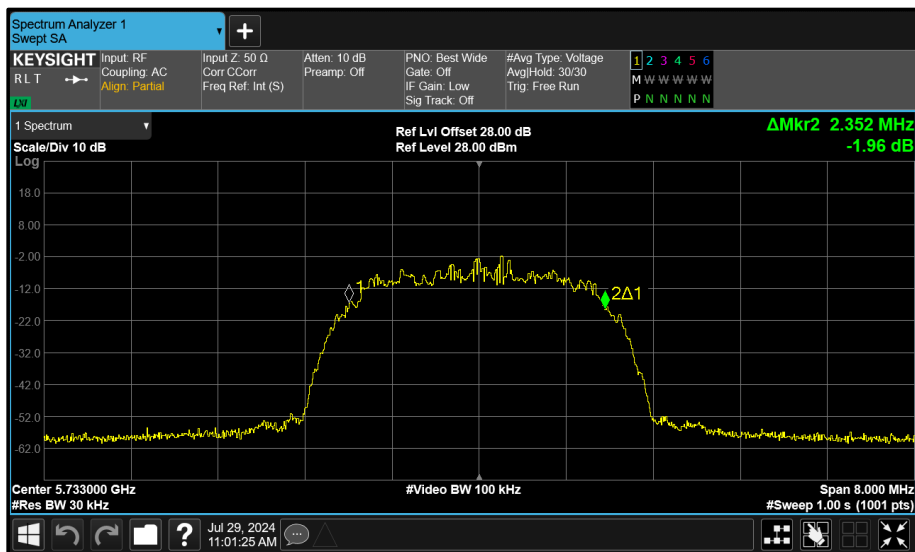 Spectrum Analyzer 1
Swept SA
KEYSIGHT
R L T
LXI
Input: RF
Coupling: AC
Align: Partial
Input Z: 50 Ω
Corr CCorr
Freq Ref: Int (S)
Atten: 10 dB
Preamp: Off
PNO: Best Wide
Gate: Off
IF Gain: Low
Sig Track: Off
#Avg Type: Voltage
Avg|Hold: 30/30
Trig: Free Run
1 2 3 4 5 6
M W W W W W
P N N N N N
1 Spectrum
Scale/Div 10 dB
Ref Lvl Offset 28.00 dB
Ref Level 28.00 dBm
ΔMkr2 2.352 MHz
-1.96 dB
Log
18.0
8.00
-2.00
-12.0
-22.0
-32.0
-42.0
-52.0
-62.0
1
2Δ1
Center 5.733000 GHz
#Res BW 30 kHz
#Video BW 100 kHz
Span 8.000 MHz
#Sweep 1.00 s (1001 pts)
?
Jul 29, 2024
11:01:25 AM